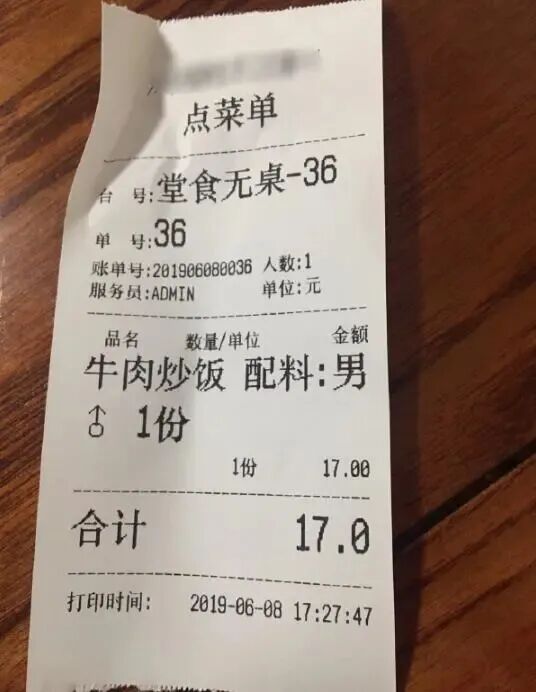 点菜单
台 号:堂食无桌-36
单 号:36
账单号:201906080036 人数:1
服务员:ADMIN 单位:元
品名 数量/单位 金额
牛肉炒饭 配料:男
♂ 1份
1份 17.00
合计 17.0
打印时间: 2019-06-08 17:27:47